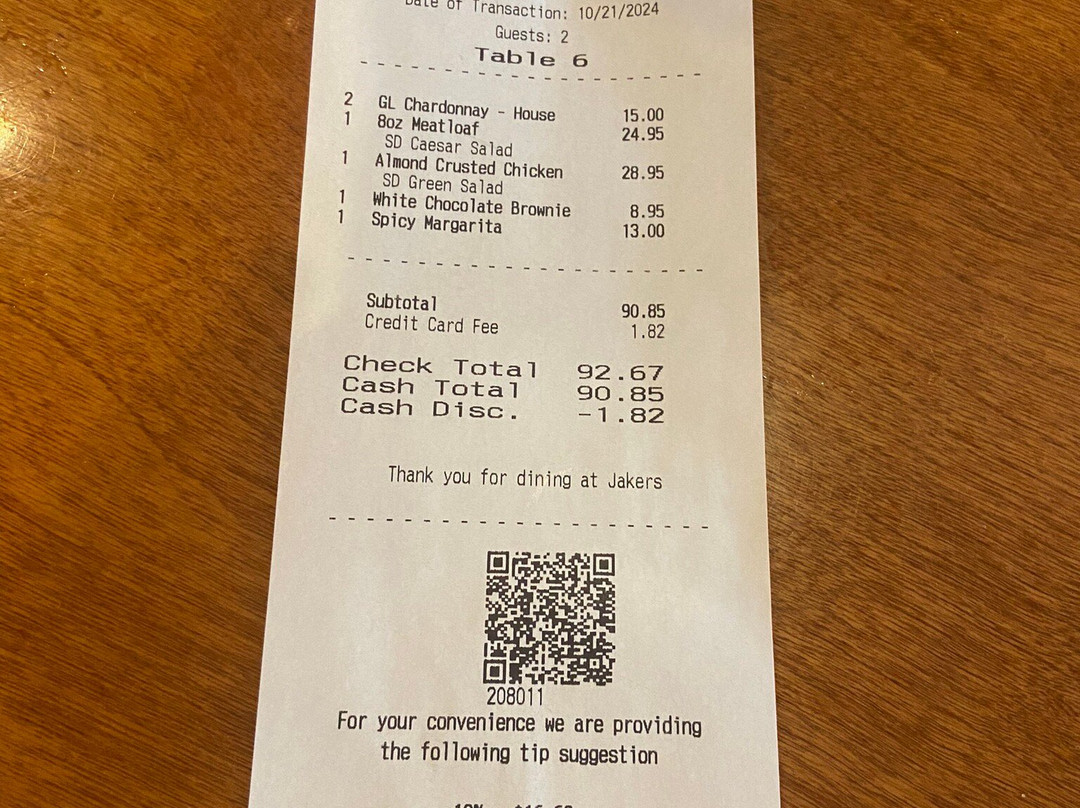 Date of Transaction: 10/21/2024
Guests: 2
Table 6
2 GL Chardonnay - House 15.00
1 8oz Meatloaf 24.95
SD Caesar Salad
1 Almond Crusted Chicken 28.95
SD Green Salad
1 White Chocolate Brownie 8.95
1 Spicy Margarita 13.00
Subtotal 90.85
Credit Card Fee 1.82
Check Total 92.67
Cash Total 90.85
Cash Disc. -1.82
Thank you for dining at Jakers
208011
For your convenience we are providing
the following tip suggestion